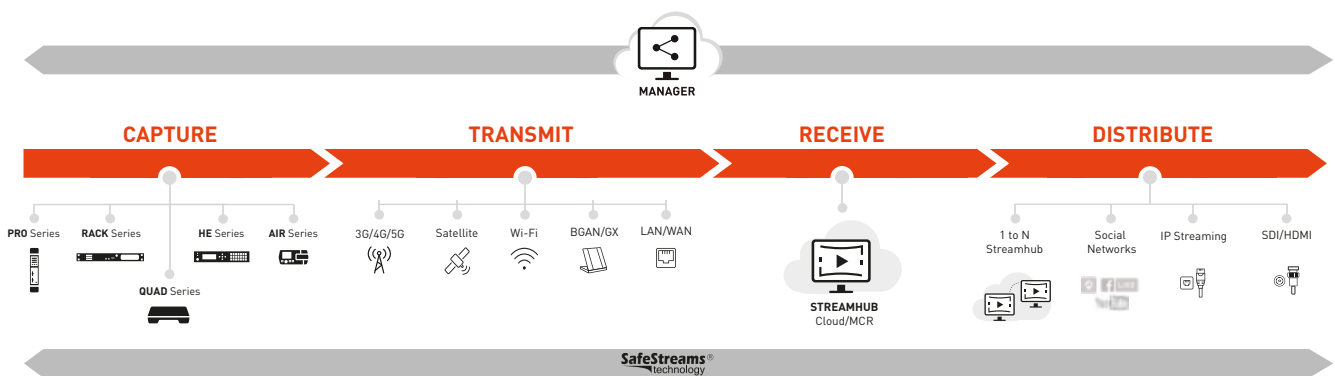 MANAGER
CAPTURE
TRANSMIT
RECEIVE
DISTRIBUTE
PRO Series
RACK Series
HE Series
AIR Series
QUAD Series
3G/4G/5G
Satellite
Wi-Fi
BGAN/GX
LAN/WAN
STREAMHUB
Cloud/MCR
1 to N
Streamhub
Social
Networks
IP Streaming
SDI/HDMI
SafeStreams®
technology